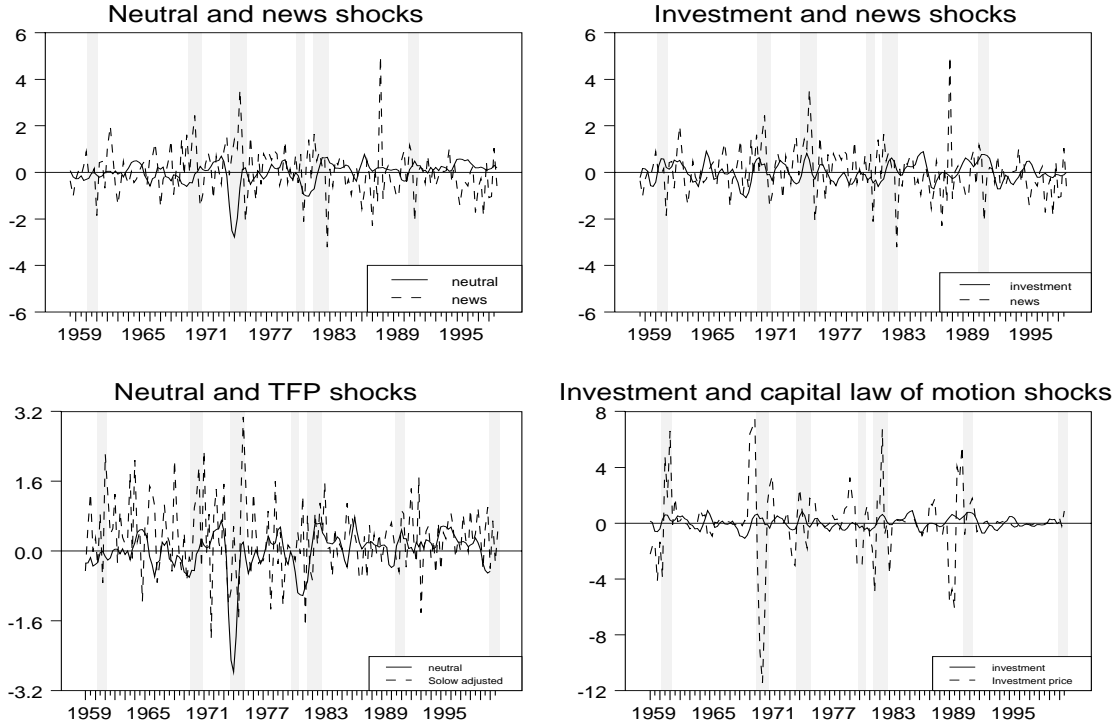 Neutral and news shocks
6
4
2
0
-2
-4
-6
neutral
news
1959 1965 1971 1977 1983 1989 1995
Investment and news shocks
6
4
2
0
-2
-4
-6
investment
news
1959 1965 1971 1977 1983 1989 1995
Neutral and TFP shocks
3.2
1.6
0.0
-1.6
-3.2
neutral
Solow adjusted
1959 1965 1971 1977 1983 1989 1995
Investment and capital law of motion shocks
8
4
0
-4
-8
-12
investment
Investment price
1959 1965 1971 1977 1983 1989 1995